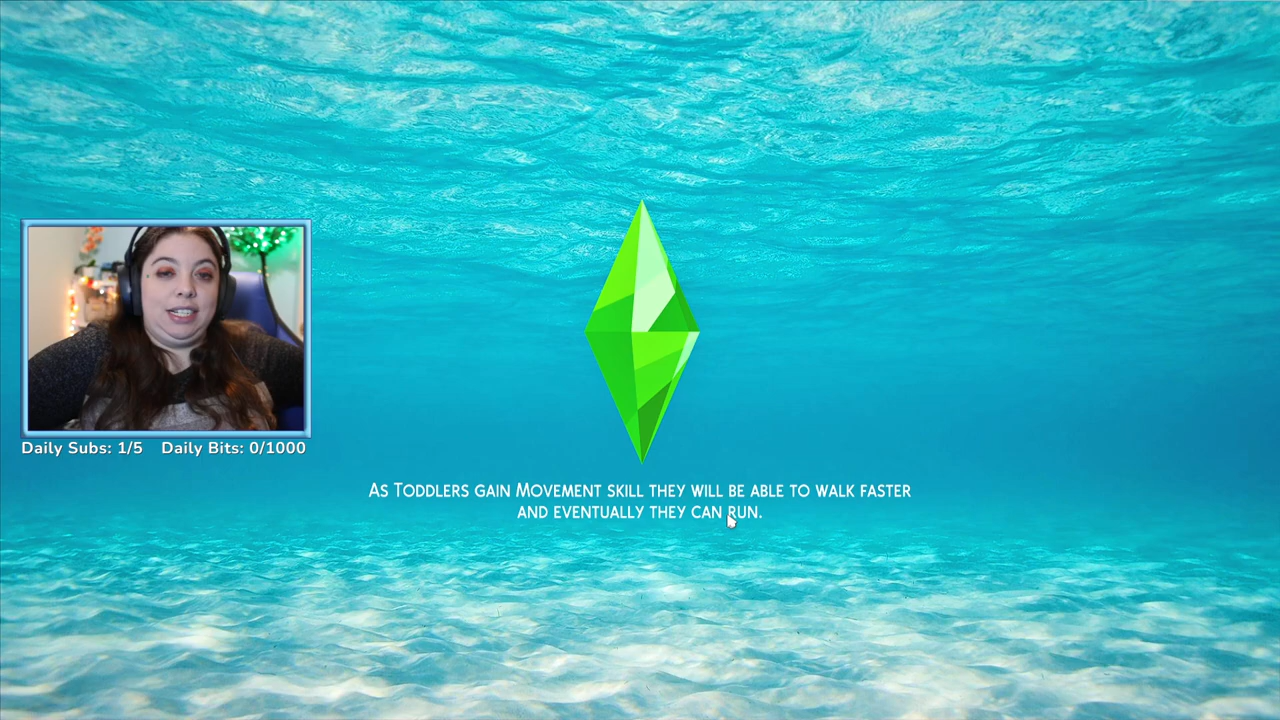 Daily Subs: 1/5 Daily Bits: 0/1000
As Toddlers gain Movement skill they will be able to walk faster
and eventually they can run.